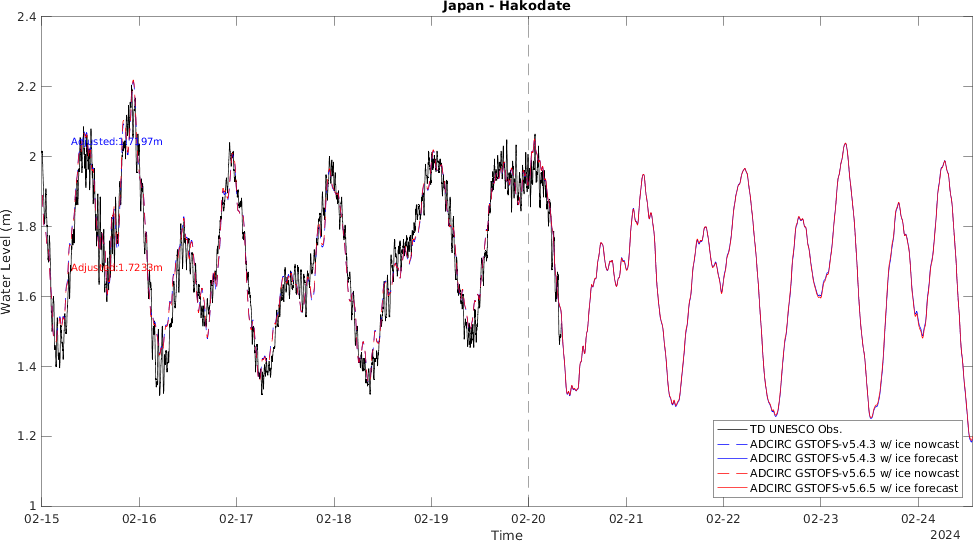 Japan - Hakodate
2.4
2.2
2
1.8
1.6
1.4
1.2
1
Water Level (m)
Adjusted:1.7233m
02-15
02-16
02-17
02-18
02-19
02-20
02-21
02-22
02-23
02-24
Time
2024
TD UNESCO Obs.
ADCIRC GSTOFS-v5.4.3 w/ ice nowcast
ADCIRC GSTOFS-v5.4.3 w/ ice forecast
ADCIRC GSTOFS-v5.6.5 w/ ice nowcast
ADCIRC GSTOFS-v5.6.5 w/ ice forecast